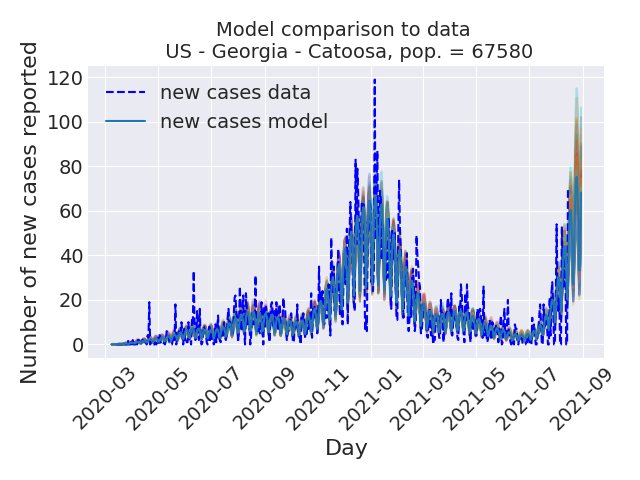 Model comparison to data
US - Georgia - Catoosa, pop. = 67580
new cases data
new cases model
Number of new cases reported
120
100
80
60
40
20
0
2020-03
2020-05
2020-07
2020-09
2020-11
2021-01
2021-03
2021-05
2021-07
2021-09
Day